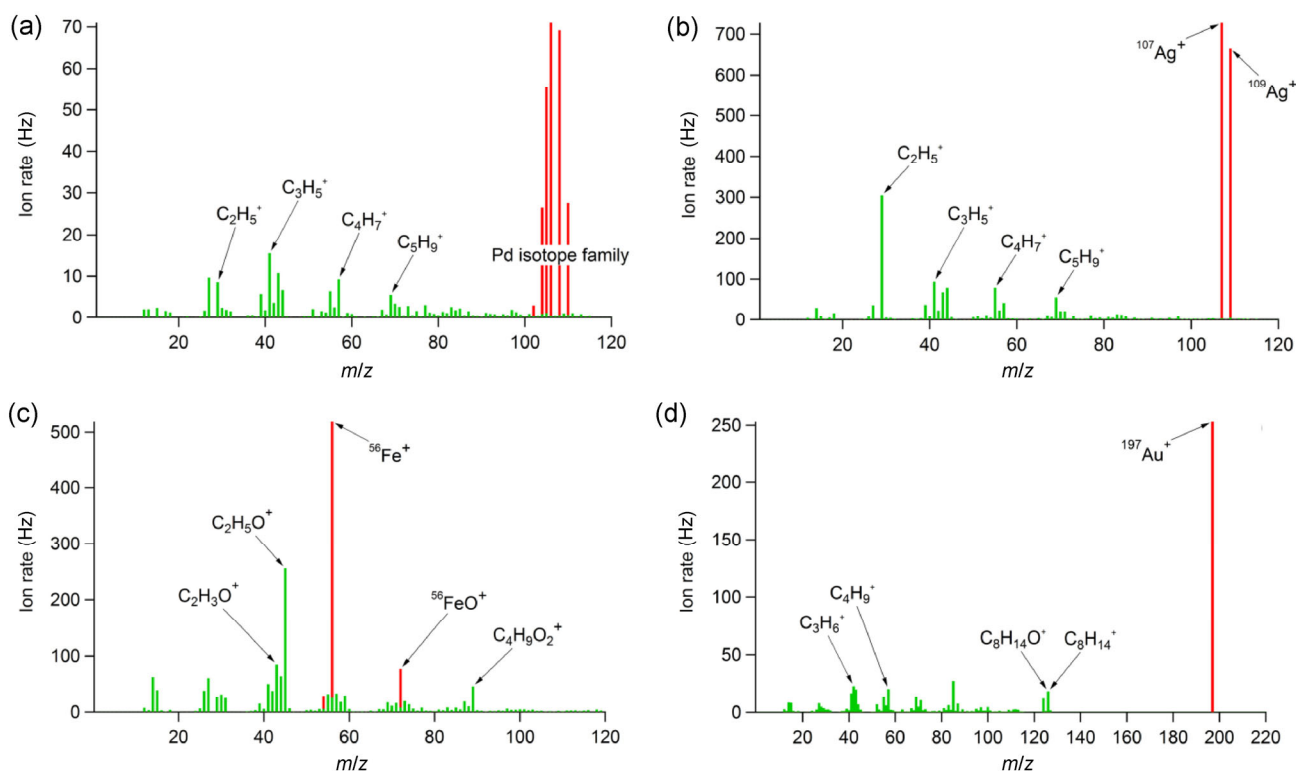 (a)
Ion rate (Hz)
70
60
50
40
30
20
10
0
C₂H₅⁺
C₃H₅⁺
C₄H₇⁺
C₅H₉⁺
Pd isotope family
20 40 60 80 100 120
m/z
(b)
Ion rate (Hz)
700
600
500
400
300
200
100
0
C₂H₅⁺
C₃H₅⁺
C₄H₇⁺
C₅H₉⁺
¹⁰⁷Ag⁺
¹⁰⁹Ag⁺
20 40 60 80 100 120
m/z
(c)
Ion rate (Hz)
500
400
300
200
100
0
⁵⁶Fe⁺
C₂H₅O⁺
C₂H₃O⁺
⁵⁶FeO⁺
C₄H₉O₂⁺
20 40 60 80 100 120
m/z
(d)
Ion rate (Hz)
250
200
150
100
50
0
¹⁹⁷Au⁺
C₄H₉⁺
C₃H₆⁺
C₈H₁₄O⁺
C₈H₁₄⁺
20 40 60 80 100 120 140 160 180 200 220
m/z